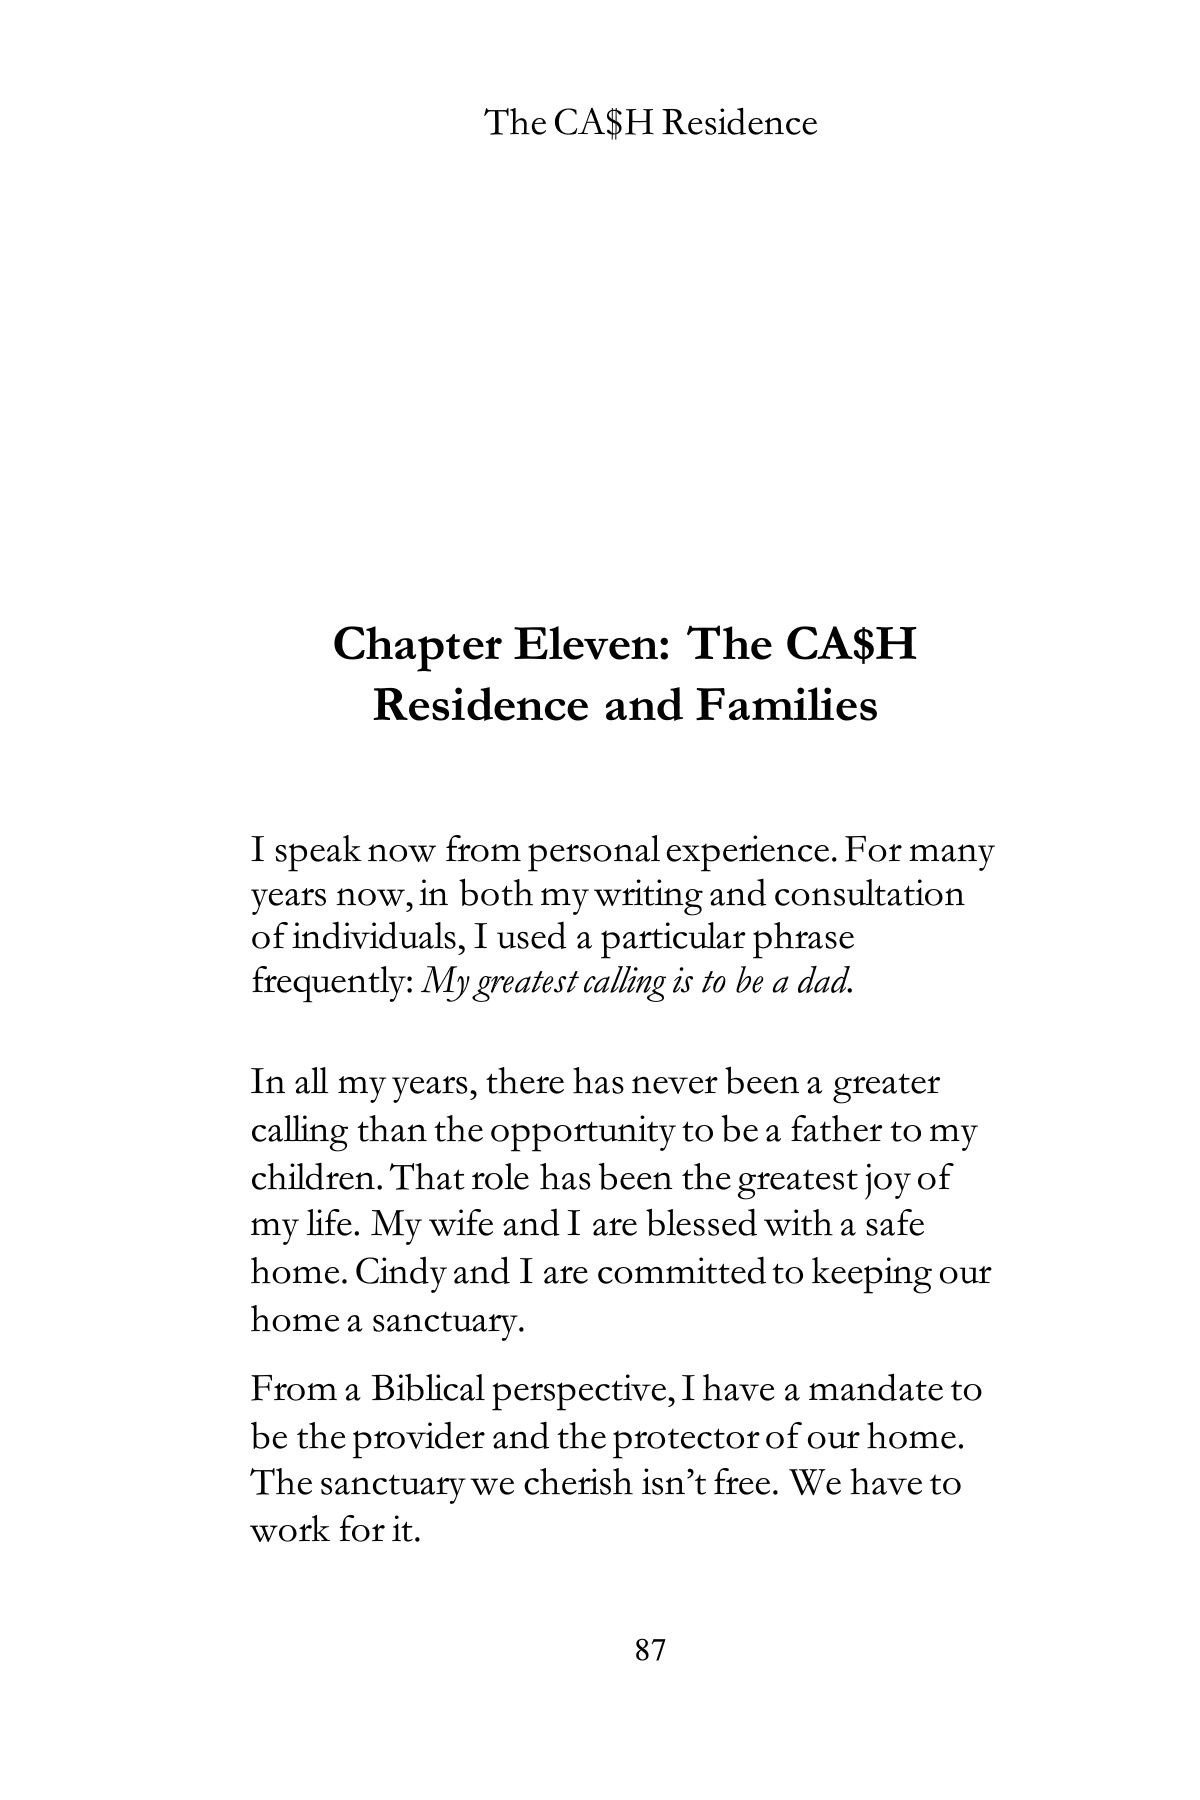 The CA$H Residence
Chapter Eleven: The CA$H
Residence and Families
I speak now from personal experience. For many
years now, in both my writing and consultation
of individuals, I used a particular phrase
frequently: My greatest calling is to be a dad.
In all my years, there has never been a greater
calling than the opportunity to be a father to my
children. That role has been the greatest joy of
my life. My wife and I are blessed with a safe
home. Cindy and I are committed to keeping our
home a sanctuary.
From a Biblical perspective, I have a mandate to
be the provider and the protector of our home.
The sanctuary we cherish isn’t free. We have to
work for it.
87